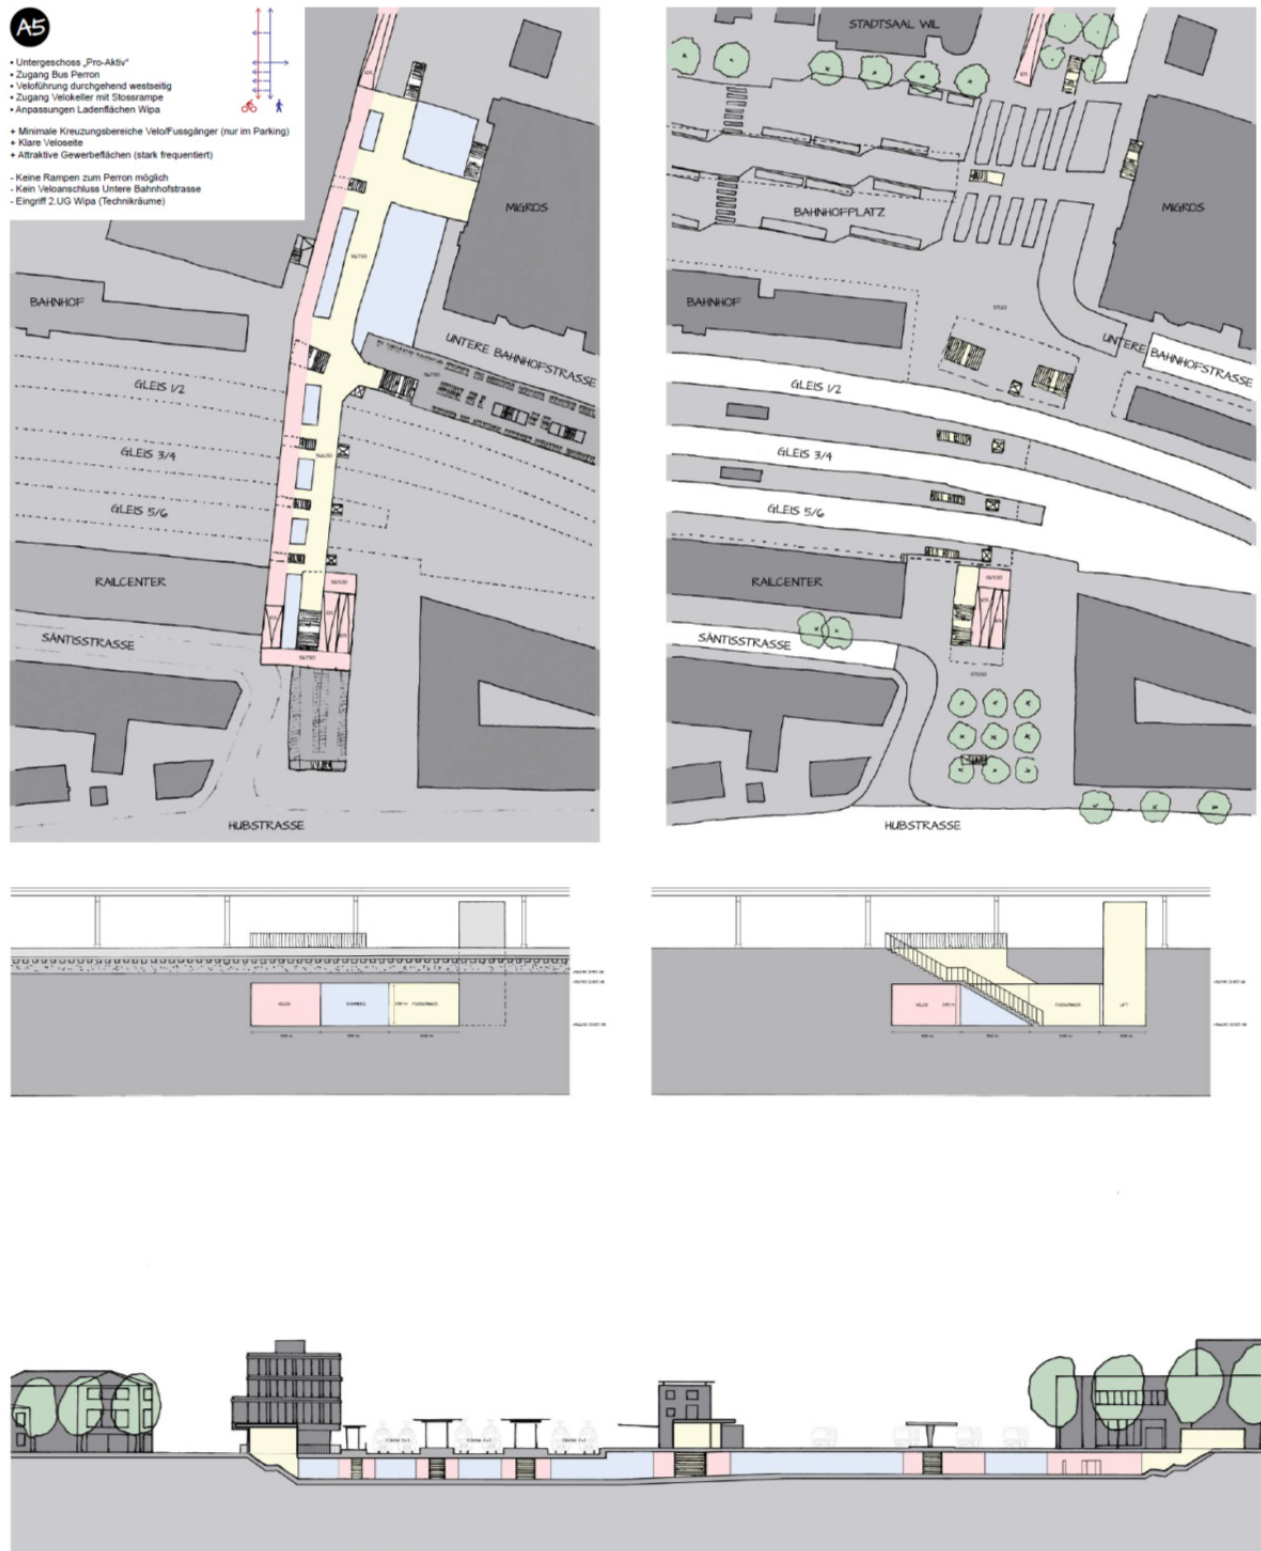 A5
• Untergeschoss „Pro-Aktiv"
• Zugang Bus Perron
• Veloführung durchgehend westseitig
• Zugang Velokeller mit Stossrampe
• Anpassungen Ladenflächen Wipa
+ Minimale Kreuzungsbereiche Velo/Fussgänger (nur im Parking)
+ Klare Veloseite
+ Attraktive Gewerbeflächen (stark frequentiert)
- Keine Rampen zum Perron möglich
- Kein Veloanschluss Untere Bahnhofstrasse
- Eingriff 2.UG Wipa (Technikräume)
MIGROS
BAHNHOF
UNTERE BAHNHOFSTRASSE
GLEIS 1/2
GLEIS 3/4
GLEIS 5/6
RAILCENTER
SÄNTISSTRASSE
HUBSTRASSE
STADTSAAL WIL
MIGROS
BAHNHOFPLATZ
BAHNHOF
UNTERE BAHNHOFSTRASSE
GLEIS 1/2
GLEIS 3/4
GLEIS 5/6
RAILCENTER
SÄNTISSTRASSE
HUBSTRASSE
VELOS
FUSSGÄNGER
VELOS
FUSSGÄNGER
LIFT